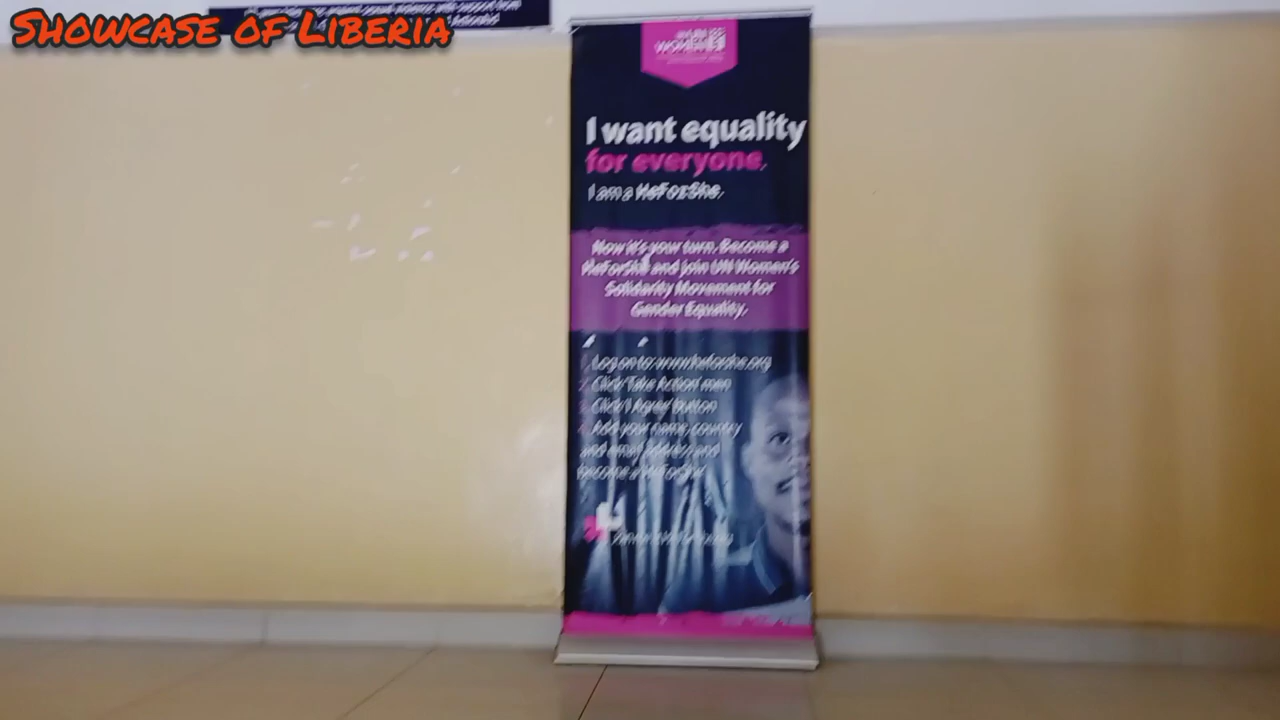 Showcase of Liberia
WOMEN
I want equality
for everyone.
I am a HeForShe.
Now it's your turn. Become a
HeForShe and join UN Women's
Solidarity Movement for
Gender Equality.
1. Log on to: www.heforshe.org
2. Click 'Take Action' men
3. Click 'I Agree' button
4. Add your name, country
and email address and
become a HeForShe!